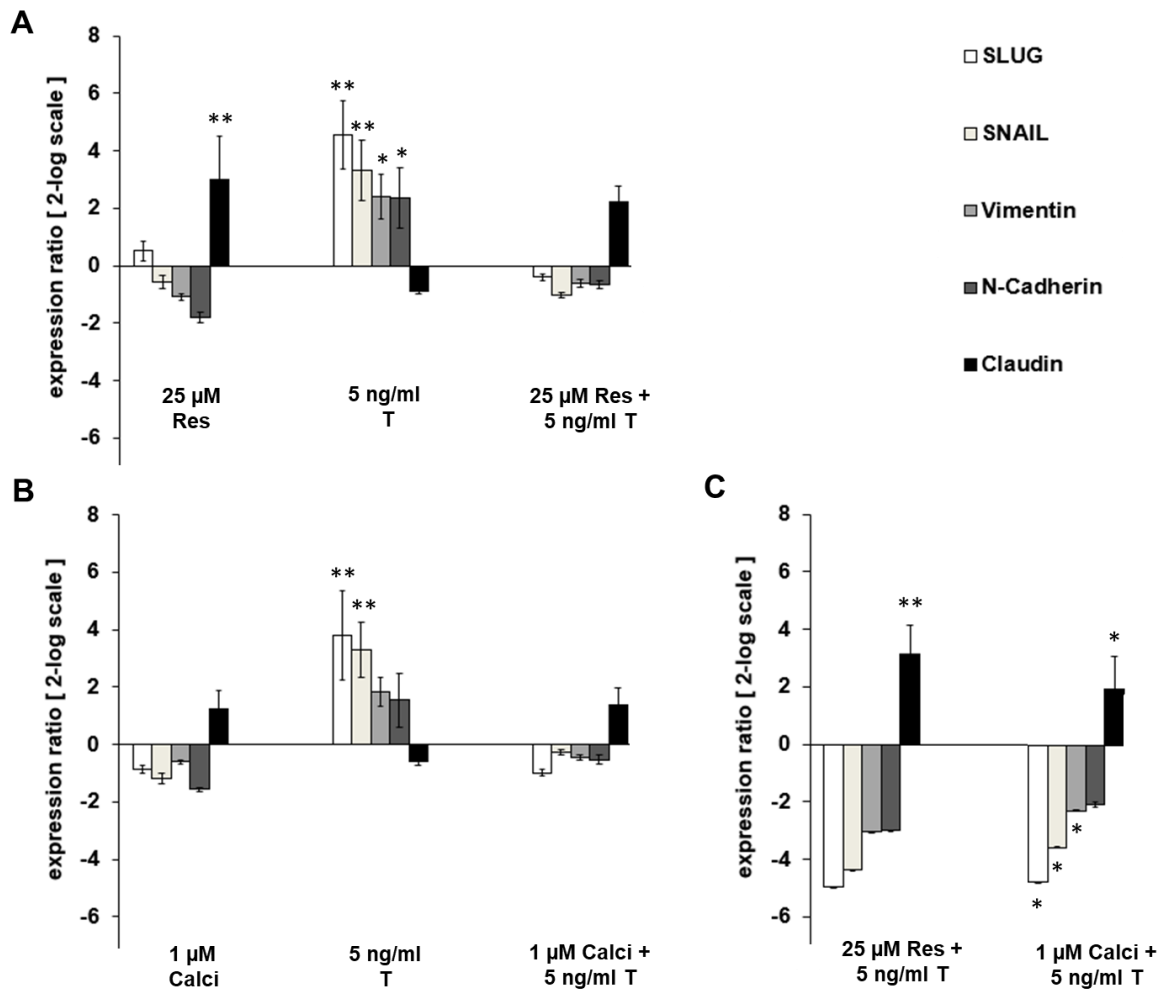 A
expression ratio [ 2-log scale ]
8
6
4
2
0
-2
-4
-6
**
**
**
*
*
25 µM
Res
5 ng/ml
T
25 µM Res +
5 ng/ml T
SLUG
SNAIL
Vimentin
N-Cadherin
Claudin
B
expression ratio [ 2-log scale ]
8
6
4
2
0
-2
-4
-6
**
**
1 µM
Calci
5 ng/ml
T
1 µM Calci +
5 ng/ml T
C
expression ratio [ 2-log scale ]
8
6
4
2
0
-2
-4
-6
**
*
*
*
*
25 µM Res +
5 ng/ml T
1 µM Calci +
5 ng/ml T